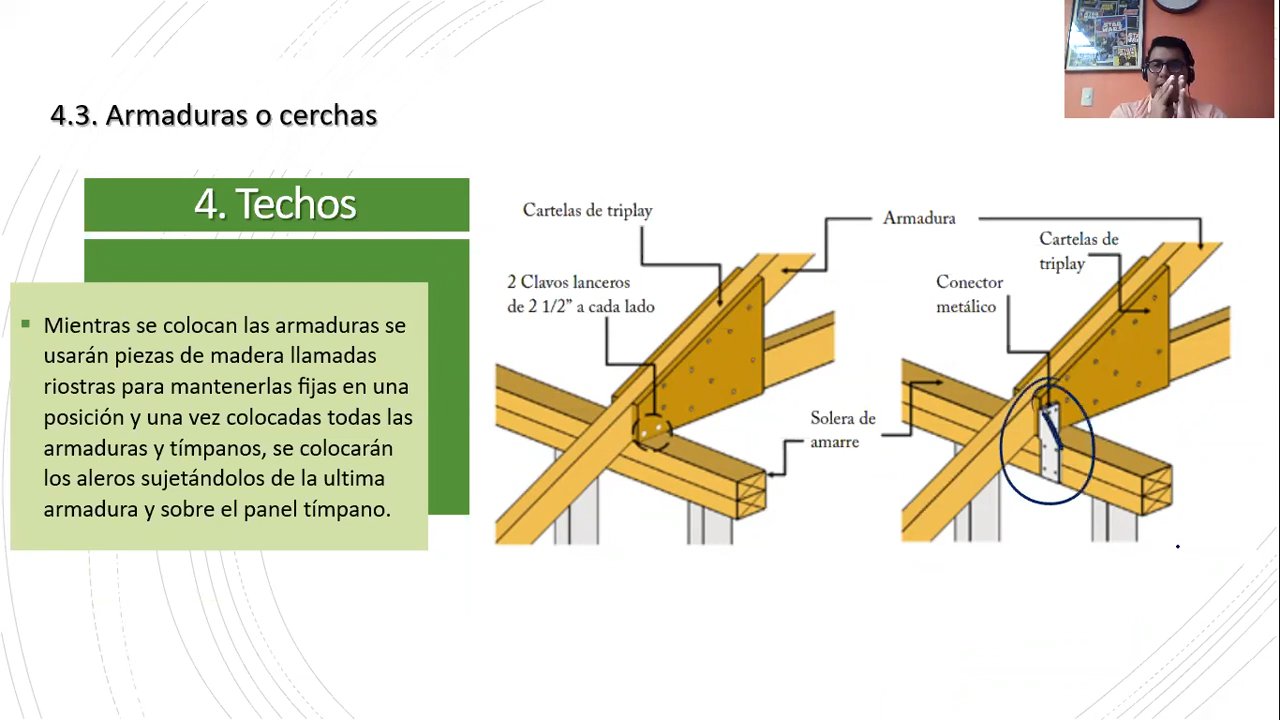 4.3. Armaduras o cerchas
4. Techos
Mientras se colocan las armaduras se
usarán piezas de madera llamadas
riostras para mantenerlas fijas en una
posición y una vez colocadas todas las
armaduras y tímpanos, se colocarán
los aleros sujetándolos de la ultima
armadura y sobre el panel tímpano.
Cartelas de triplay
2 Clavos lanceros
de 2 1/2” a cada lado
Armadura
Solera de
amarre
Cartelas de
triplay
Conector
metálico
STAR
WARS